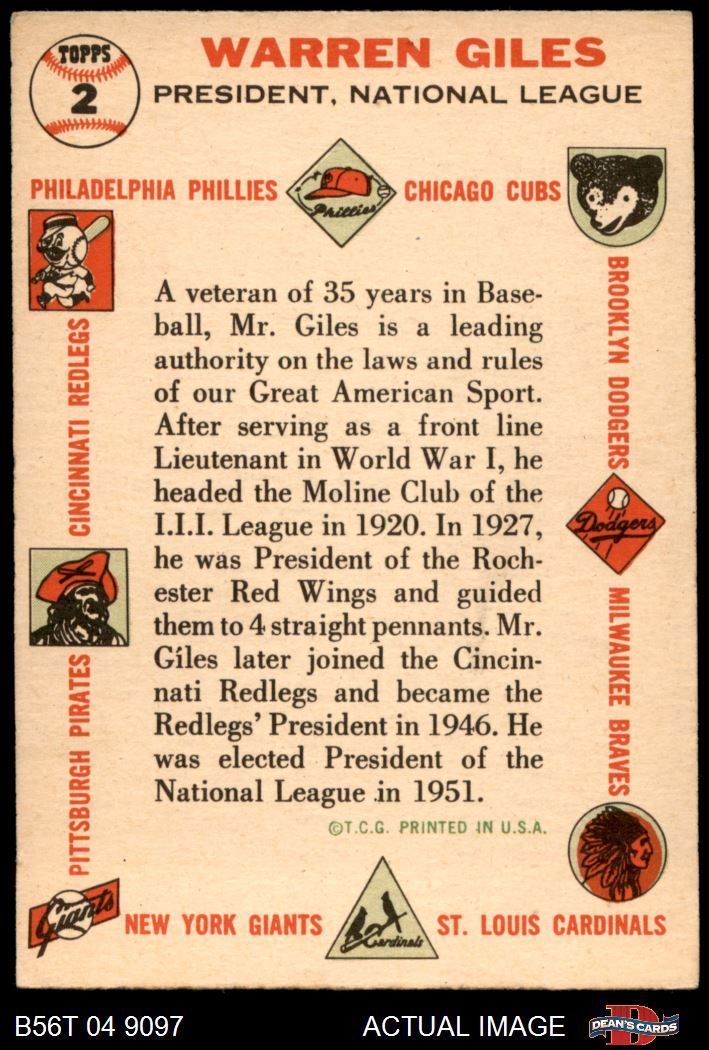 TOPPS
2
WARREN GILES
PRESIDENT, NATIONAL LEAGUE
PHILADELPHIA PHILLIES
Phillies
CHICAGO CUBS
CINCINNATI REDLEGS
BROOKLYN DODGERS
Dodgers
A veteran of 35 years in Base-
ball, Mr. Giles is a leading
authority on the laws and rules
of our Great American Sport.
After serving as a front line
Lieutenant in World War I, he
headed the Moline Club of the
I.I.I. League in 1920. In 1927,
he was President of the Roch-
ester Red Wings and guided
them to 4 straight pennants. Mr.
Giles later joined the Cincin-
nati Redlegs and became the
Redlegs' President in 1946. He
was elected President of the
National League in 1951.
©T.C.G. PRINTED IN U.S.A.
PITTSBURGH PIRATES
MILWAUKEE BRAVES
Giants
NEW YORK GIANTS
Cardinals
ST. LOUIS CARDINALS
B56T 04 9097
ACTUAL IMAGE
D
DEAN'S CARDS